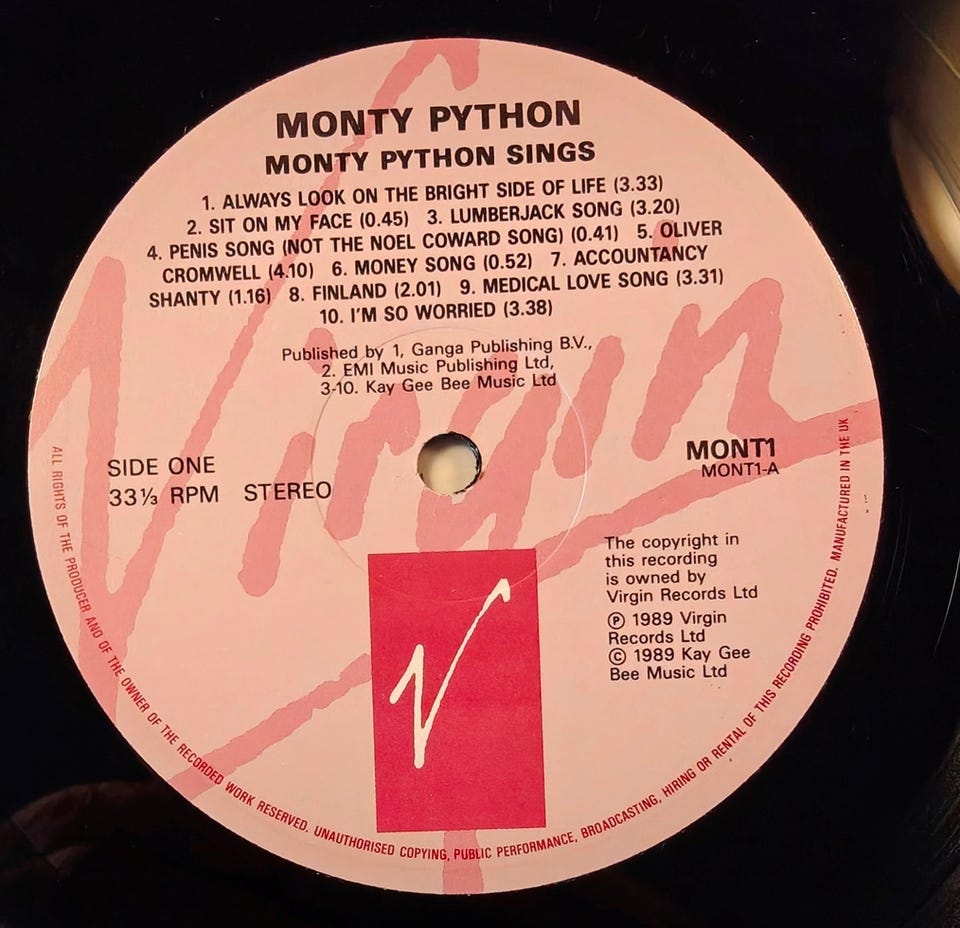 MONTY PYTHON
MONTY PYTHON SINGS
1. ALWAYS LOOK ON THE BRIGHT SIDE OF LIFE (3.33)
2. SIT ON MY FACE (0.45) 3. LUMBERJACK SONG (3.20)
4. PENIS SONG (NOT THE NOEL COWARD SONG) (0.41) 5. OLIVER
CROMWELL (4.10) 6. MONEY SONG (0.52) 7. ACCOUNTANCY
SHANTY (1.16) 8. FINLAND (2.01) 9. MEDICAL LOVE SONG (3.31)
10. I'M SO WORRIED (3.38)
Published by 1, Ganga Publishing B.V.,
2. EMI Music Publishing Ltd,
3-10. Kay Gee Bee Music Ltd
Virgin
SIDE ONE
33⅓ RPM STEREO
MONT1
MONT1-A
The copyright in
this recording
is owned by
Virgin Records Ltd
℗ 1989 Virgin
Records Ltd
© 1989 Kay Gee
Bee Music Ltd
V
ALL RIGHTS OF THE PRODUCER AND OF THE OWNER OF THE RECORDED WORK RESERVED. UNAUTHORISED COPYING, PUBLIC PERFORMANCE, BROADCASTING, HIRING OR RENTAL OF THIS RECORDING PROHIBITED. MANUFACTURED IN THE UK